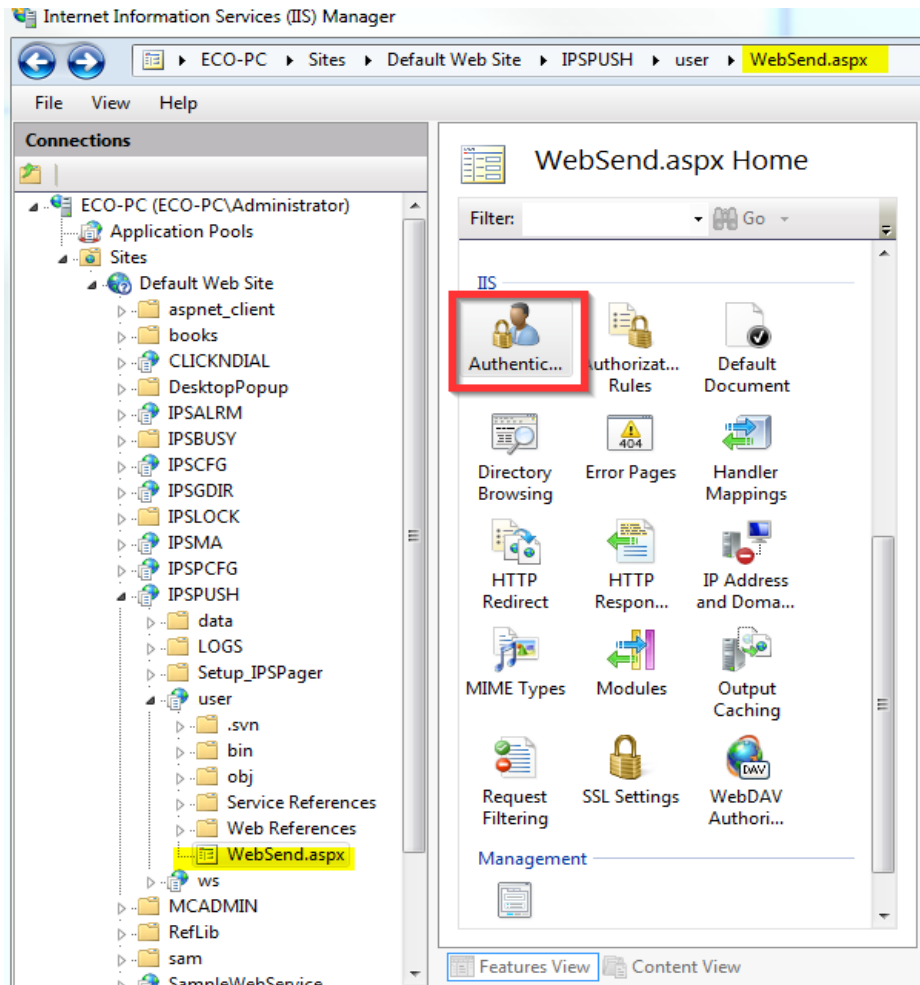 Internet Information Services (IIS) Manager
ECO-PC Sites Default Web Site IPSPUSH user WebSend.aspx
File View Help
Connections
ECO-PC (ECO-PC\Administrator)
Application Pools
Sites
Default Web Site
aspnet_client
books
CLICKNDIAL
DesktopPopup
IPSALRM
IPSBUSY
IPSCFG
IPSGDIR
IPSLOCK
IPSMA
IPSPCFG
IPSPUSH
data
LOGS
Setup_IPSPager
user
.svn
bin
obj
Service References
Web References
WebSend.aspx
ws
MCADMIN
RefLib
sam
SampleWebService
WebSend.aspx Home
Filter: Go
IIS
Authentic... uthorizat... Default
Rules Document
404
Directory Error Pages Handler
Browsing Mappings
HTTP HTTP IP Address
Redirect Respon... and Doma...
MIME Types Modules Output
Caching
DAV
Request SSL Settings WebDAV
Filtering Authori...
Management
Features View Content View